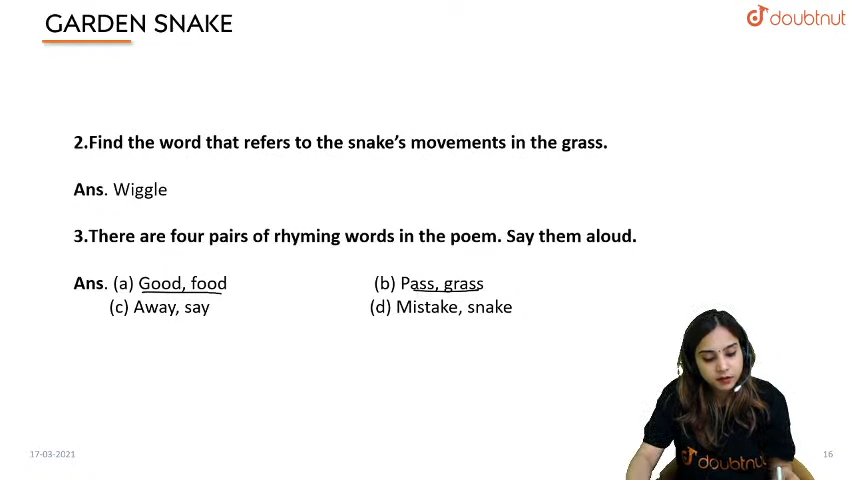 GARDEN SNAKE
doubtnut
2.Find the word that refers to the snake’s movements in the grass.
Ans. Wiggle
3.There are four pairs of rhyming words in the poem. Say them aloud.
Ans. (a) Good, food (b) Pass, grass
(c) Away, say (d) Mistake, snake
doubtnut
17-03-2021 16